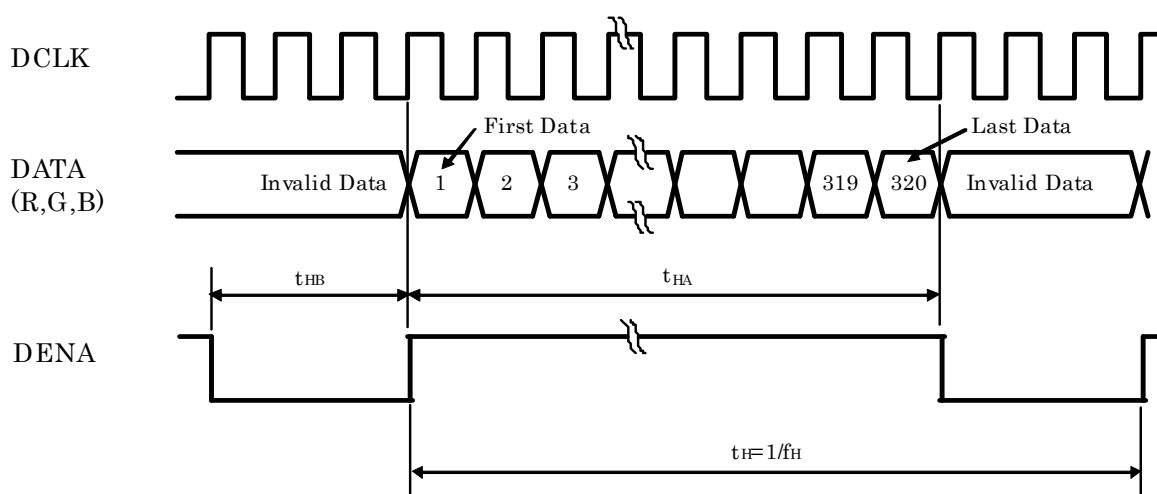 DCLK
First Data
Last Data
DATA
(R,G,B)
Invalid Data
1
2
3
319
320
Invalid Data
tHB
tHA
DENA
tH=1/fH